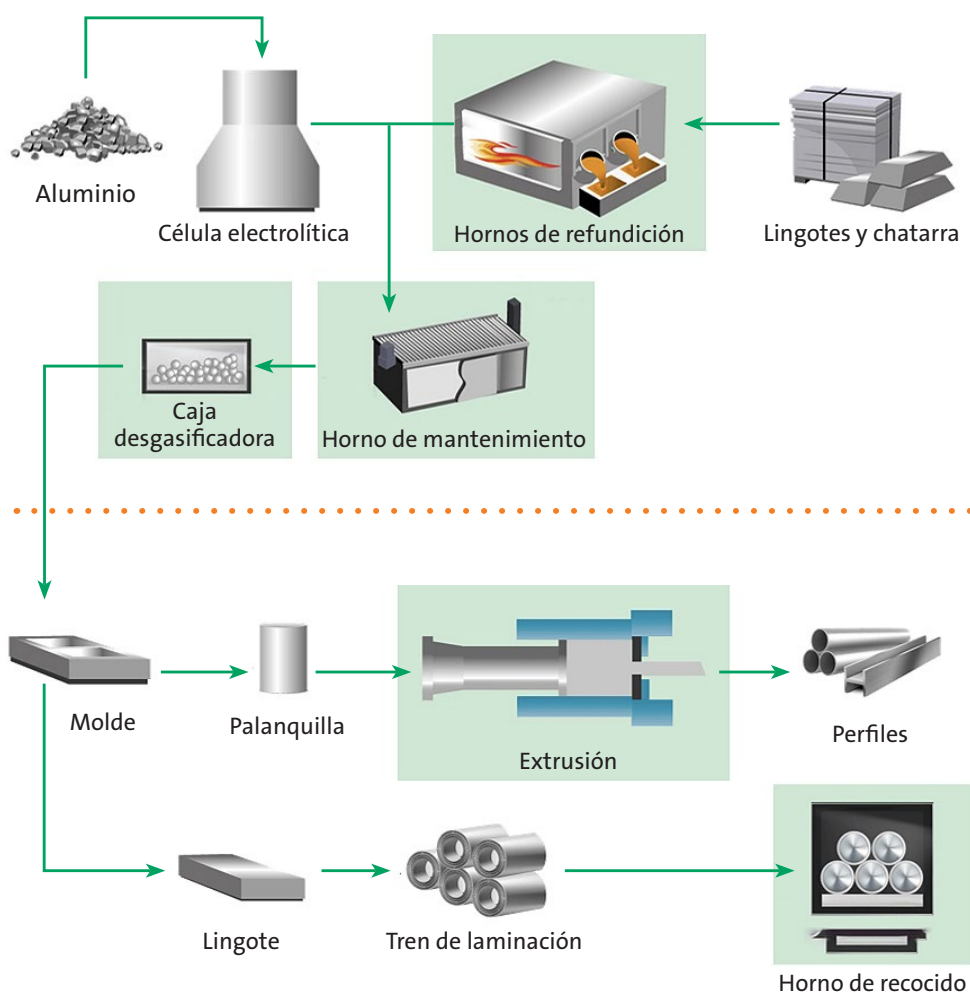 Aluminio
Célula electrolítica
Hornos de refundición
Lingotes y chatarra
Caja
desgasificadora
Horno de mantenimiento
Molde
Palanquilla
Extrusión
Perfiles
Lingote
Tren de laminación
Horno de recocido